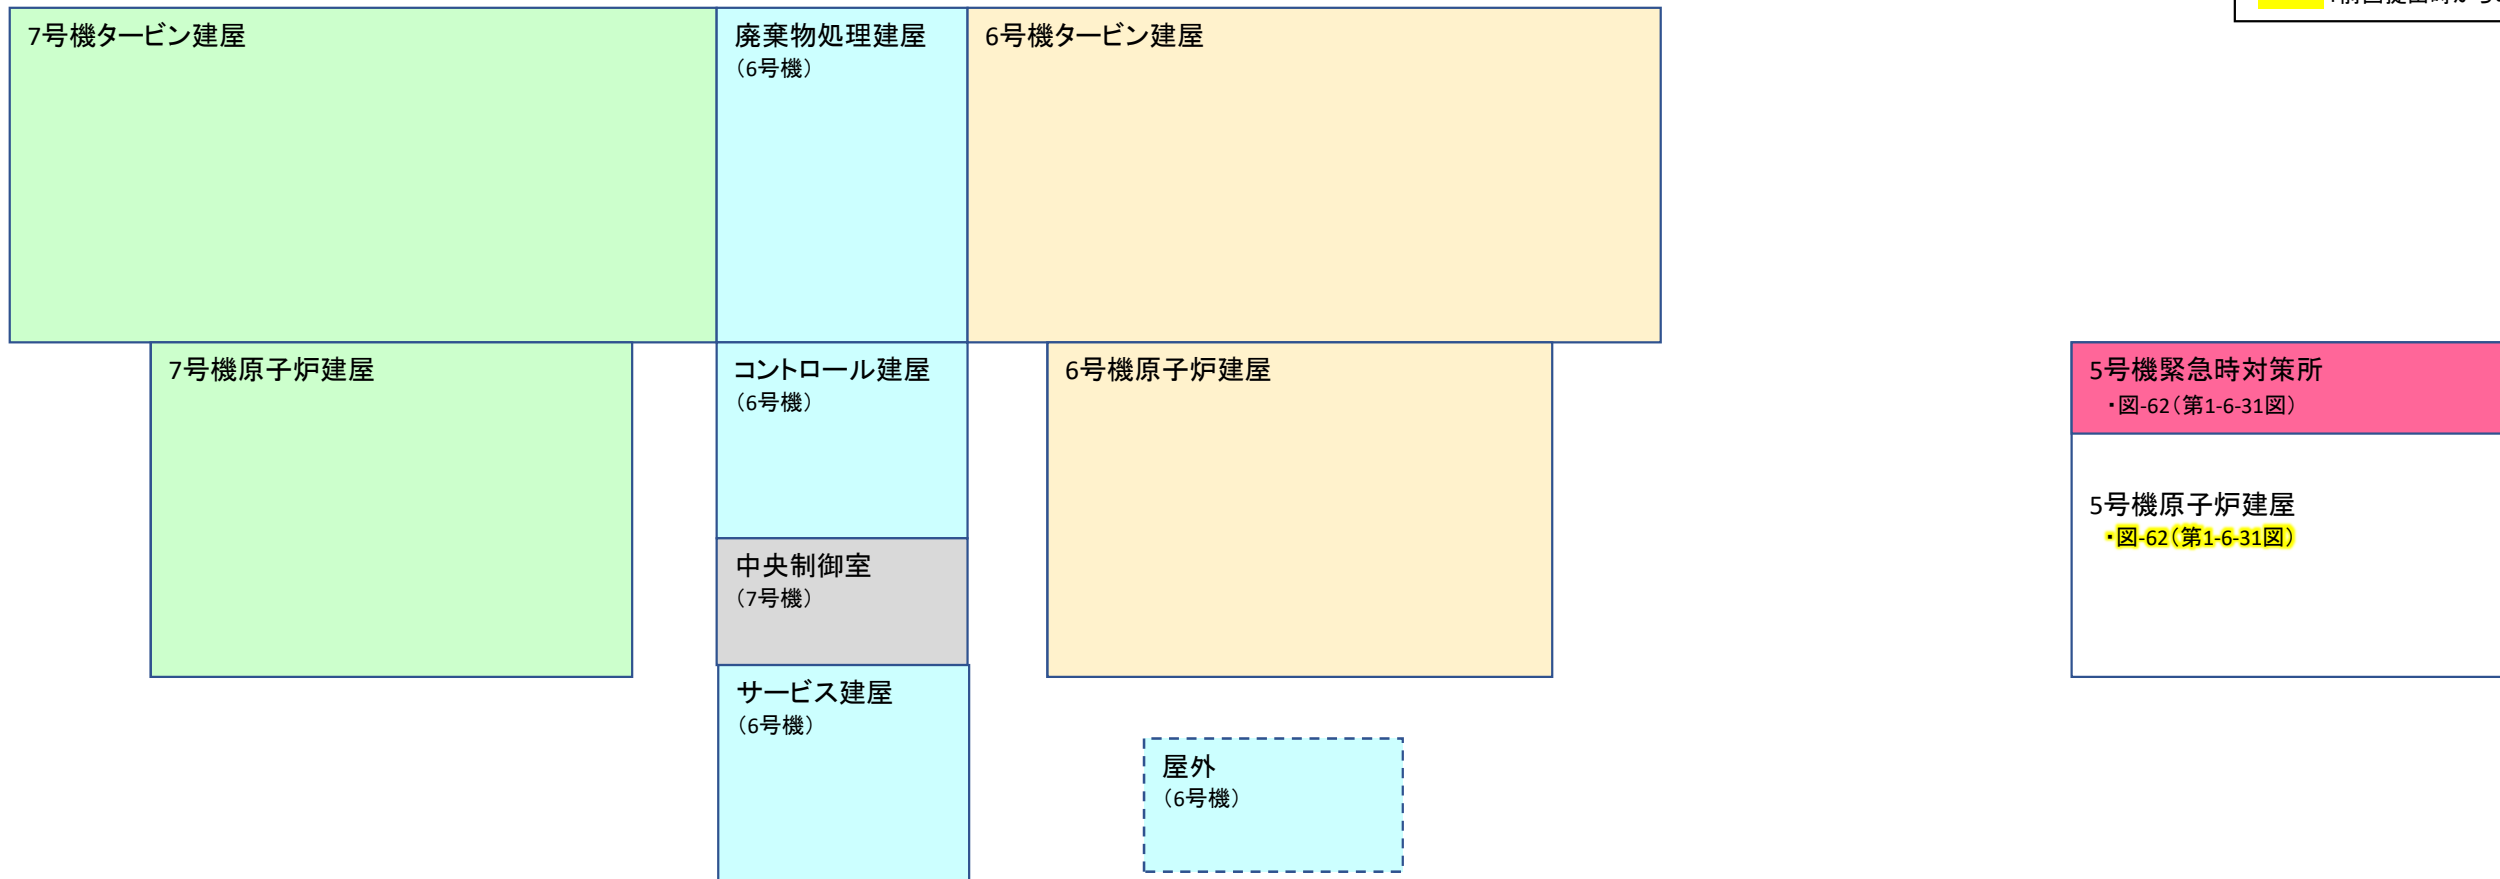 7号機タービン建屋
廃棄物処理建屋
（6号機）
6号機タービン建屋
7号機原子炉建屋
コントロール建屋
（6号機）
6号機原子炉建屋
5号機緊急時対策所
・図-62（第1-6-31図）
5号機原子炉建屋
・図-62（第1-6-31図）
中央制御室
（7号機）
サービス建屋
（6号機）
屋外
（6号機）